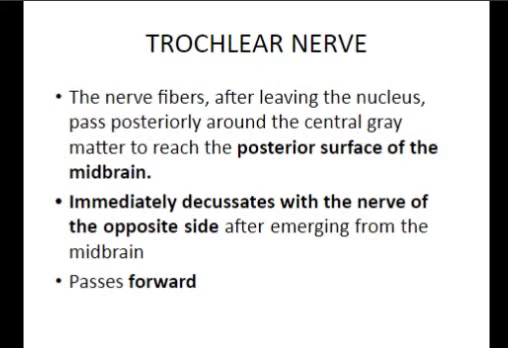 TROCHLEAR NERVE
• The nerve fibers, after leaving the nucleus,
pass posteriorly around the central gray
matter to reach the posterior surface of the
midbrain.
• Immediately decussates with the nerve of
the opposite side after emerging from the
midbrain
• Passes forward